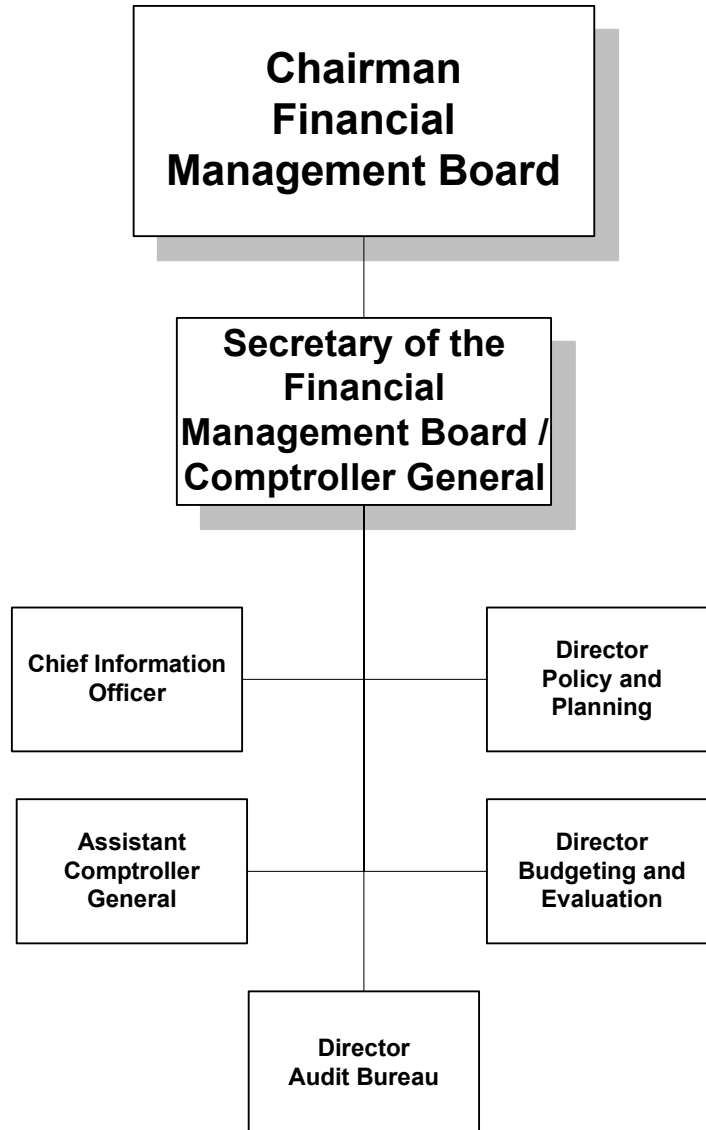 Chairman
Financial
Management Board
Secretary of the
Financial
Management Board /
Comptroller General
Chief Information
Officer
Director
Policy and
Planning
Assistant
Comptroller
General
Director
Budgeting and
Evaluation
Director
Audit Bureau